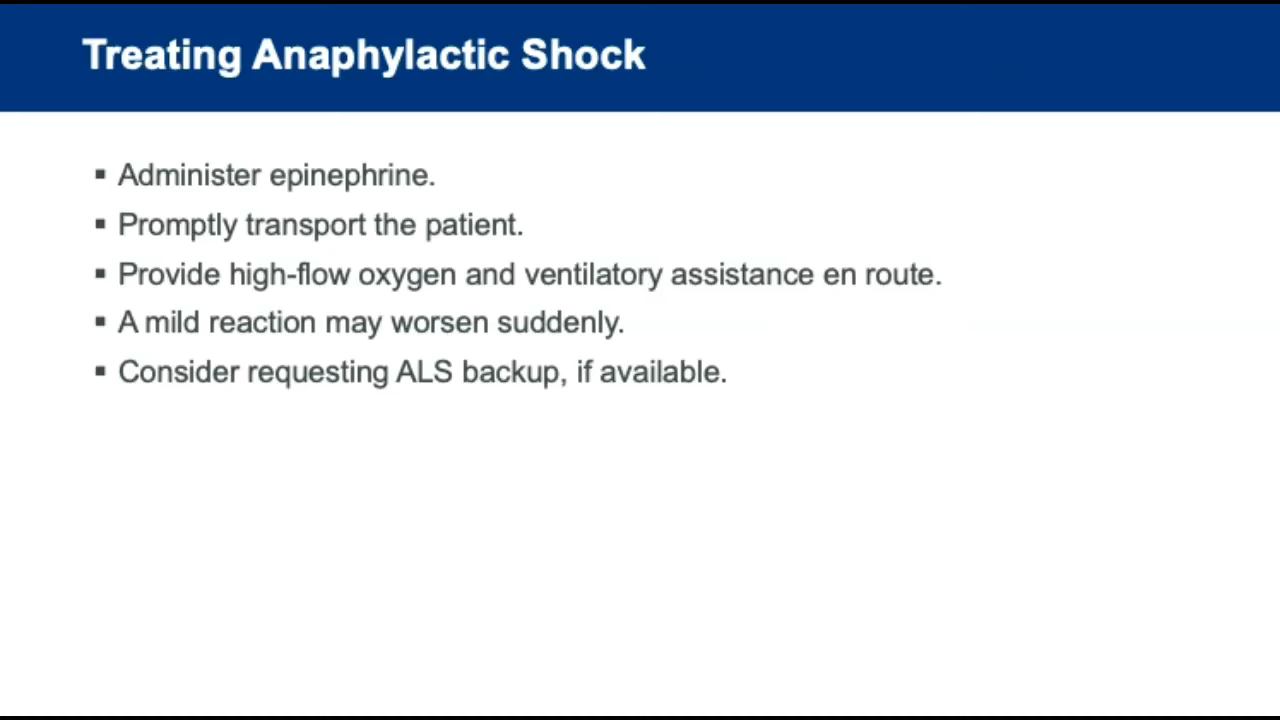 Treating Anaphylactic Shock
▪ Administer epinephrine.
▪ Promptly transport the patient.
▪ Provide high-flow oxygen and ventilatory assistance en route.
▪ A mild reaction may worsen suddenly.
▪ Consider requesting ALS backup, if available.